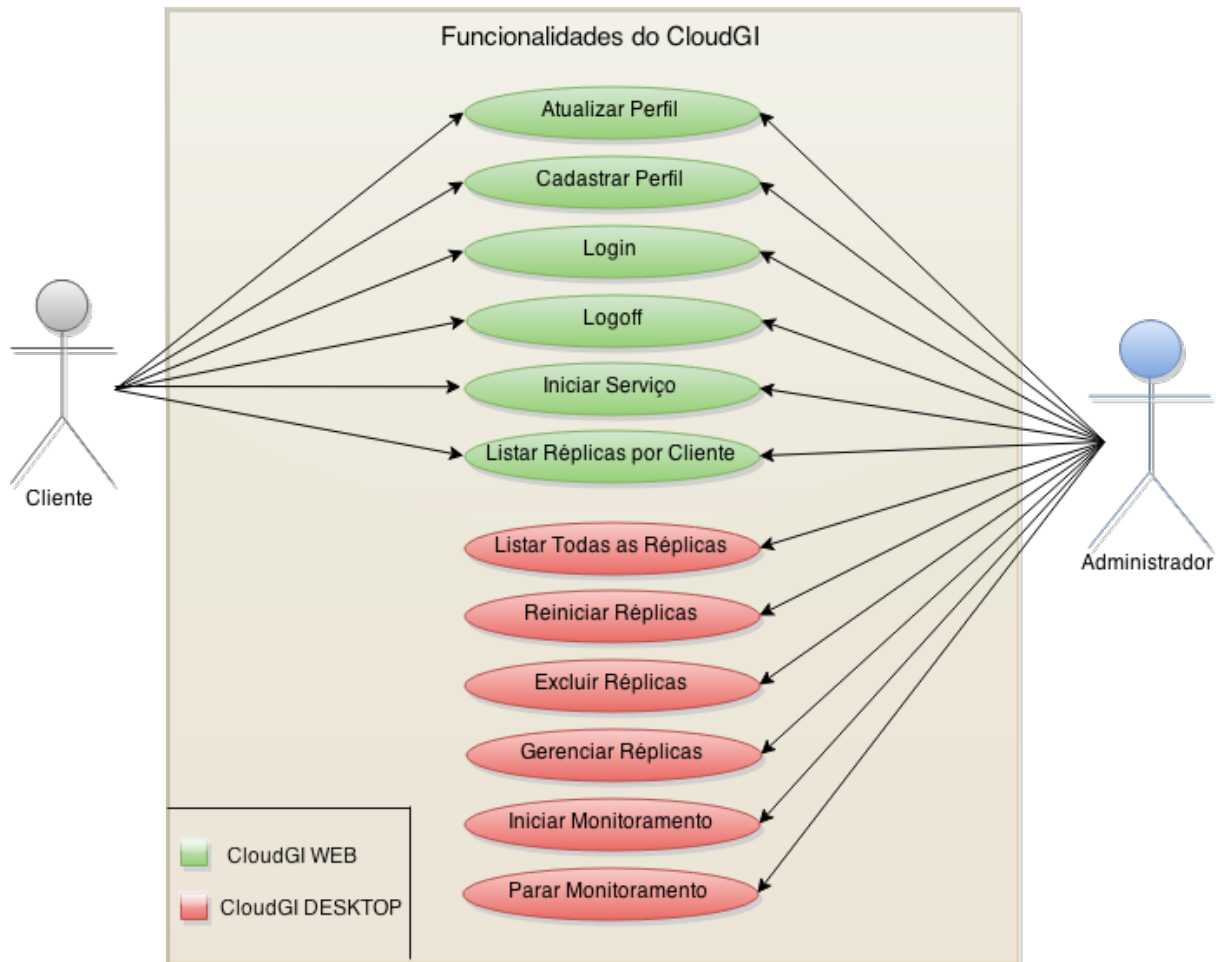 Funcionalidades do CloudGI
Atualizar Perfil
Cadastrar Perfil
Login
Logoff
Iniciar Serviço
Listar Réplicas por Cliente
Cliente
Listar Todas as Réplicas
Administrador
Reiniciar Réplicas
Excluir Réplicas
Gerenciar Réplicas
Iniciar Monitoramento
Parar Monitoramento
CloudGI WEB
CloudGI DESKTOP